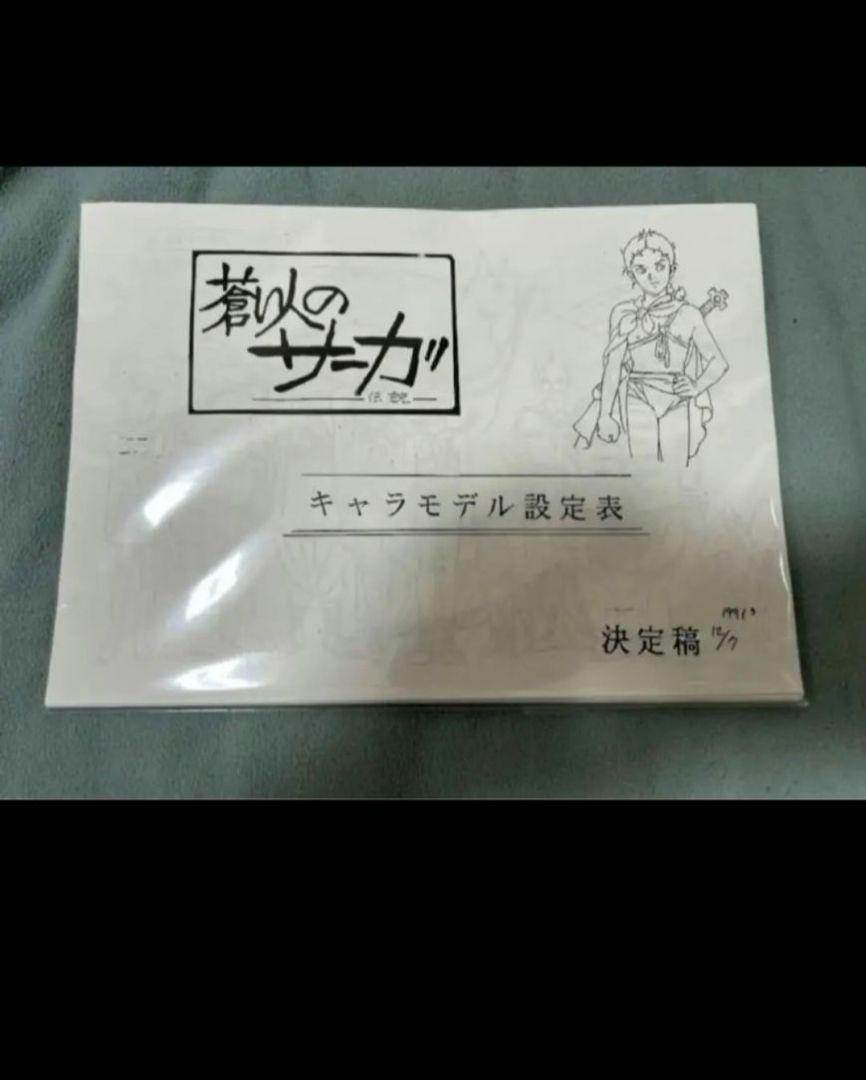 蒼い火の
サーガ
伝説
キャラモデル設定表
決定稿 12/7